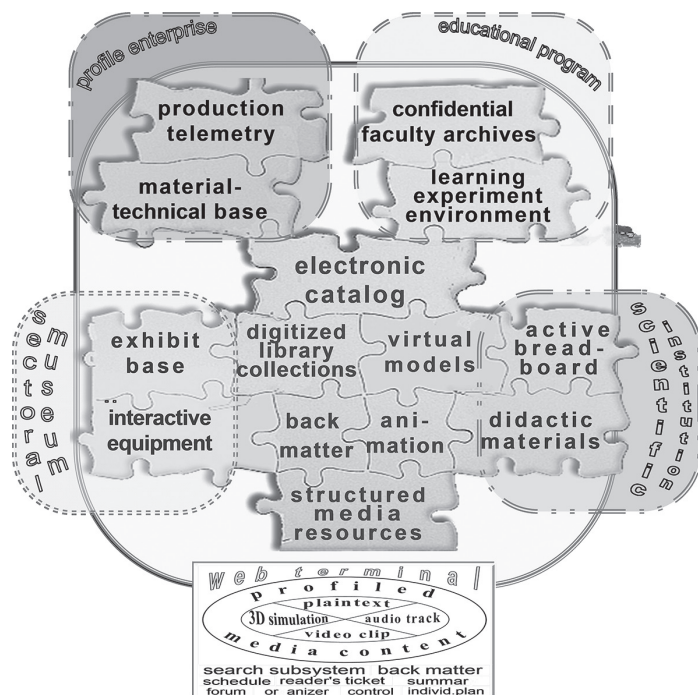 profile enterprise
educational program
production
telemetry
confidential
faculty archives
material-
technical base
learning
experiment
environment
electronic
catalog
sectoral
museum
exhibit
base
digitized
library
collections
virtual
models
active
bread-
board
scientific
institution
interactive
equipment
back
matter
ani-
mation
didactic
materials
structured
media
resources
web terminal
profiled
plaintext
3D simulation
audio track
video clip
media content
search subsystem back matter
schedule reader's ticket summar
forum or anizer control individ.plan